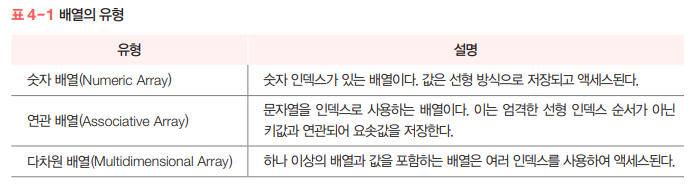 표 4-1 배열의 유형
유형 설명
숫자 배열(Numeric Array) 숫자 인덱스가 있는 배열이다. 값은 선형 방식으로 저장되고 액세스된다.
연관 배열(Associative Array) 문자열을 인덱스로 사용하는 배열이다. 이는 엄격한 선형 인덱스 순서가 아닌
키값과 연관되어 요솟값을 저장한다.
다차원 배열(Multidimensional Array) 하나 이상의 배열과 값을 포함하는 배열은 여러 인덱스를 사용하여 액세스된다.